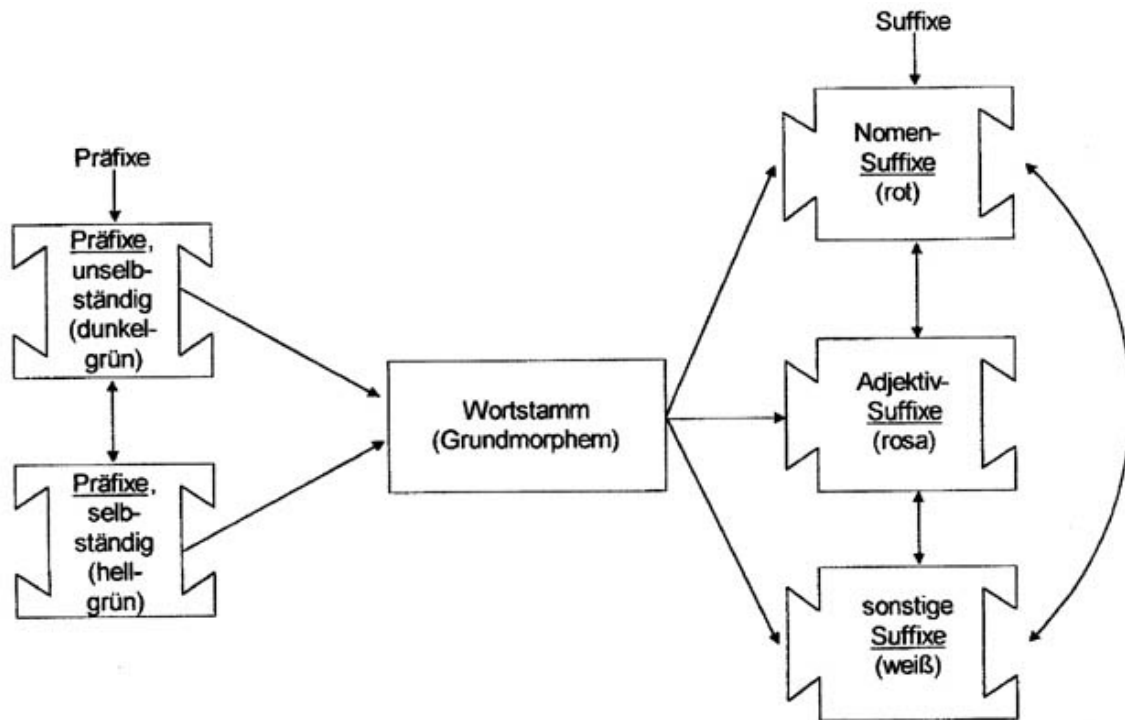 Präfixe
Präfixe,
unselb-
ständig
(dunkel-
grün)
Präfixe,
selb-
ständig
(hell-
grün)
Wortstamm
(Grundmorphem)
Suffixe
Nomen-
Suffixe
(rot)
Adjektiv-
Suffixe
(rosa)
sonstige
Suffixe
(weiß)